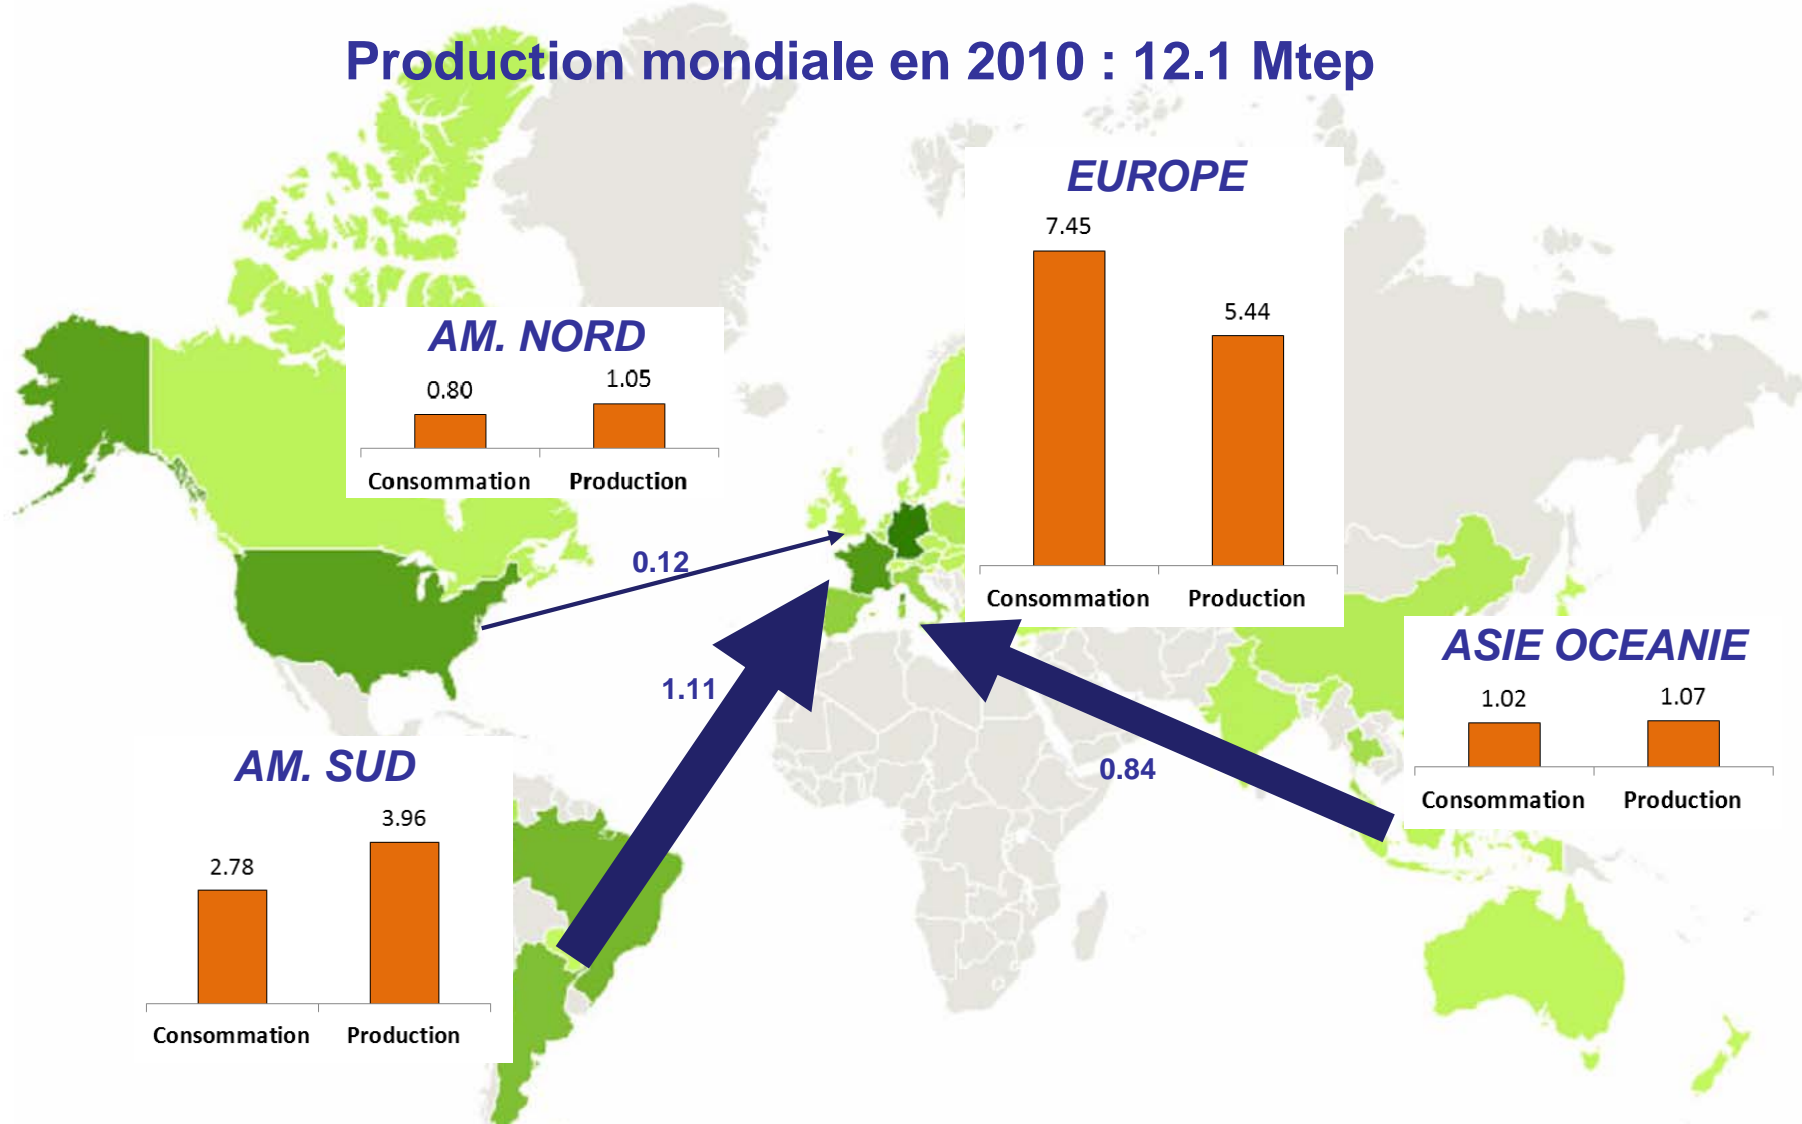 Production mondiale en 2010 : 12.1 Mtep
EUROPE
7.45
5.44
Consommation Production
AM. NORD
0.80
1.05
Consommation Production
0.12
1.11
0.84
ASIE OCEANIE
1.02
1.07
Consommation Production
AM. SUD
3.96
2.78
Consommation Production